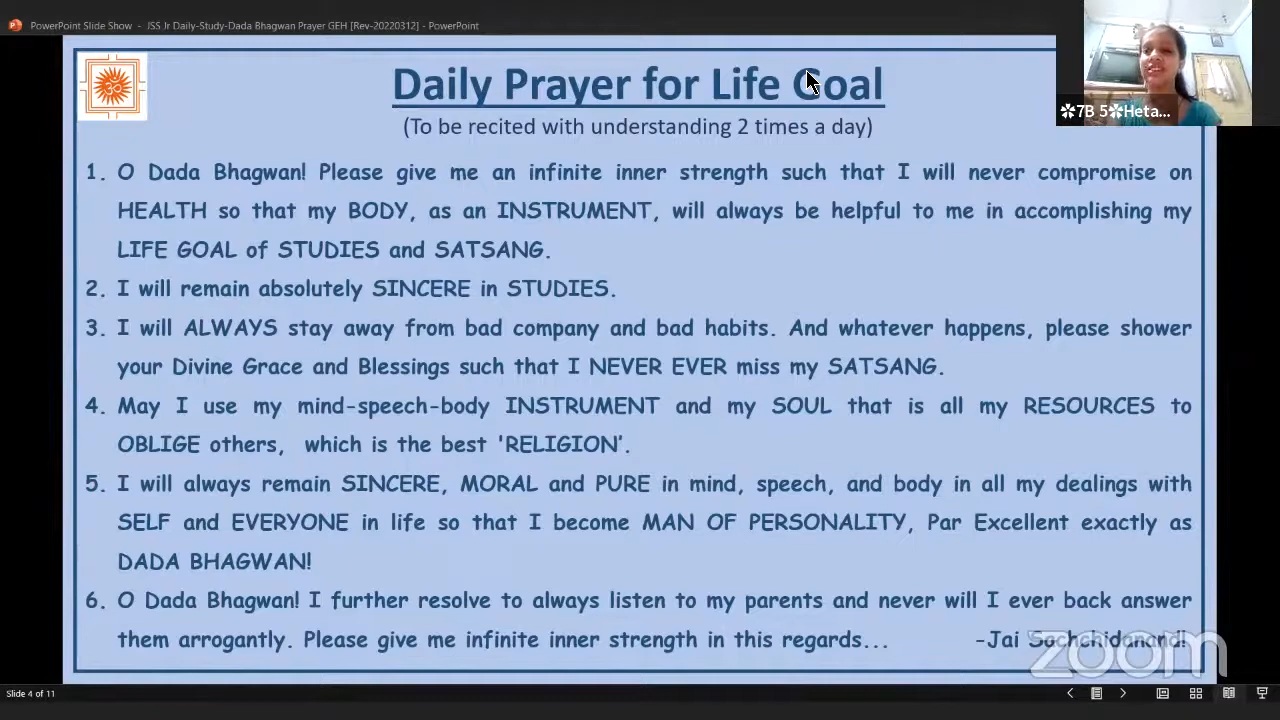 PowerPoint Slide Show - JSS Jr Daily-Study-Dada Bhagwan Prayer GEH [Rev-20220312] - PowerPoint
✽7B 5✽Heta...
Daily Prayer for Life Goal
(To be recited with understanding 2 times a day)
1. O Dada Bhagwan! Please give me an infinite inner strength such that I will never compromise on
HEALTH so that my BODY, as an INSTRUMENT, will always be helpful to me in accomplishing my
LIFE GOAL of STUDIES and SATSANG.
2. I will remain absolutely SINCERE in STUDIES.
3. I will ALWAYS stay away from bad company and bad habits. And whatever happens, please shower
your Divine Grace and Blessings such that I NEVER EVER miss my SATSANG.
4. May I use my mind-speech-body INSTRUMENT and my SOUL that is all my RESOURCES to
OBLIGE others, which is the best 'RELIGION'.
5. I will always remain SINCERE, MORAL and PURE in mind, speech, and body in all my dealings with
SELF and EVERYONE in life so that I become MAN OF PERSONALITY, Par Excellent exactly as
DADA BHAGWAN!
6. O Dada Bhagwan! I further resolve to always listen to my parents and never will I ever back answer
them arrogantly. Please give me infinite inner strength in this regards... -Jai Sachchidanand!
zoom
Slide 4 of 11